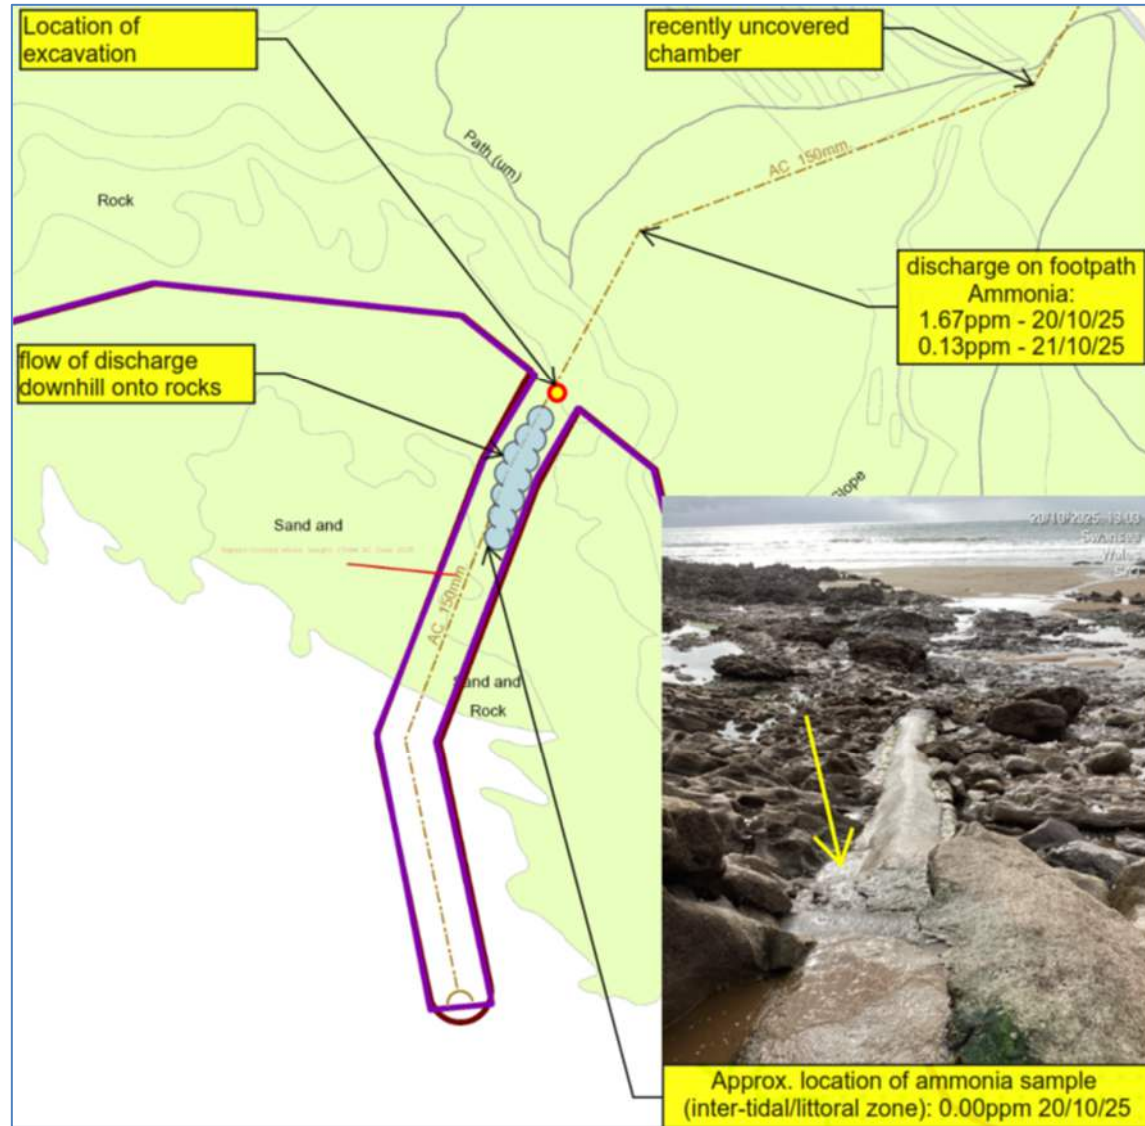 Location of
excavation
recently uncovered
chamber
Path (um)
AC 150mm
Rock
discharge on footpath
Ammonia:
1.67ppm - 20/10/25
0.13ppm - 21/10/25
flow of discharge
downhill onto rocks
Slope
Sand and
AC 150mm
Sand and
Rock
20/10/2025 13:03
Swansea
Wales
Approx. location of ammonia sample
(inter-tidal/littoral zone): 0.00ppm 20/10/25